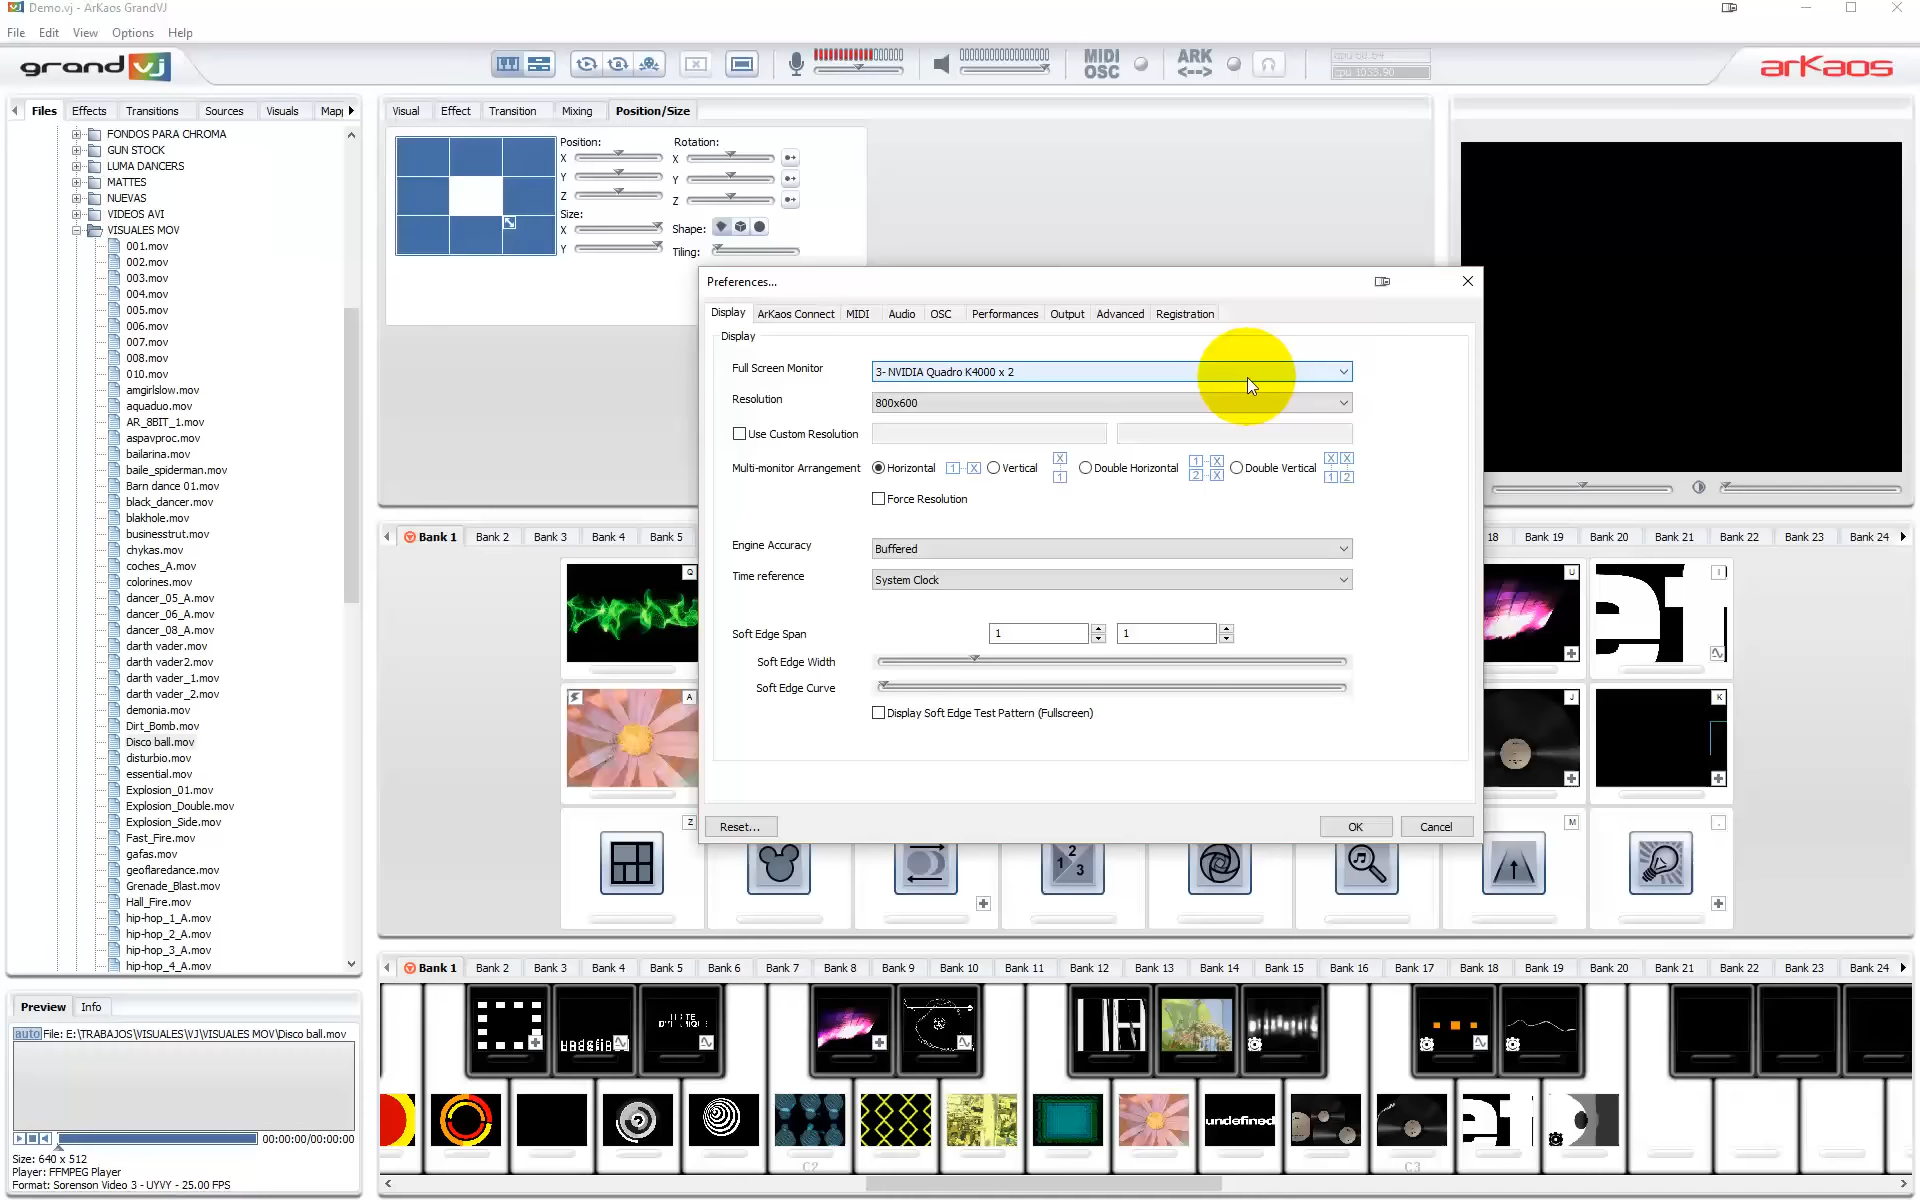 Demo.vj - ArKaos GrandVJ
File Edit View Options Help
grand vj
MIDI
OSC
ARK
<-->
arkaos
Files Effects Transitions Sources Visuals Mapp
FONDOS PARA CHROMA
GUN STOCK
LUMA DANCERS
MATTES
NUEVAS
VIDEOS AVI
VISUALES MOV
001.mov
002.mov
003.mov
004.mov
005.mov
006.mov
007.mov
008.mov
010.mov
amgirlslow.mov
aquaduo.mov
AR_8BIT_1.mov
aspavproc.mov
bailarina.mov
baile_spiderman.mov
Barn dance 01.mov
black_dancer.mov
blakhole.mov
businesstrut.mov
chykas.mov
coches_A.mov
colorines.mov
dancer_05_A.mov
dancer_06_A.mov
dancer_08_A.mov
darth vader.mov
darth vader2.mov
darth vader_1.mov
darth vader_2.mov
demonia.mov
Dirt_Bomb.mov
Disco ball.mov
disturbio.mov
essential.mov
Explosion_01.mov
Explosion_Double.mov
Explosion_Side.mov
Fast_Fire.mov
gafas.mov
geoflaredance.mov
Grenade_Blast.mov
Hall_Fire.mov
hip-hop_1_A.mov
hip-hop_2_A.mov
hip-hop_3_A.mov
hip-hop_4_A.mov
Preview Info
auto File: E:\TRABAJOS\VISUALES\VJ\VISUALES MOV\Disco ball.mov
00:00:00/00:00:00
Size: 640 x 512
Player: FFMPEG Player
Format: Sorenson Video 3 - UYVY - 25.00 FPS
Visual Effect Transition Mixing Position/Size
Position: Rotation:
X X
Y Y
Z Z
Size:
X Shape:
Y Tiling:
Preferences...
Display ArKaos Connect MIDI Audio OSC Performances Output Advanced Registration
Display
Full Screen Monitor 3- NVIDIA Quadro K4000 x 2
Resolution 800x600
Use Custom Resolution
Multi-monitor Arrangement Horizontal 1 X Vertical X 1 Double Horizontal 1 X 2 X Double Vertical X X 1 2
Force Resolution
Engine Accuracy Buffered
Time reference System Clock
Soft Edge Span 1 1
Soft Edge Width
Soft Edge Curve
Display Soft Edge Test Pattern (Fullscreen)
Reset... OK Cancel
Bank 1 Bank 2 Bank 3 Bank 4 Bank 5 18 Bank 19 Bank 20 Bank 21 Bank 22 Bank 23 Bank 24
Q U I
A J K
Z M ,
1 2 3
Bank 1 Bank 2 Bank 3 Bank 4 Bank 5 Bank 6 Bank 7 Bank 8 Bank 9 Bank 10 Bank 11 Bank 12 Bank 13 Bank 14 Bank 15 Bank 16 Bank 17 Bank 18 Bank 19 Bank 20 Bank 21 Bank 22 Bank 23 Bank 24
undefined
C2 C3